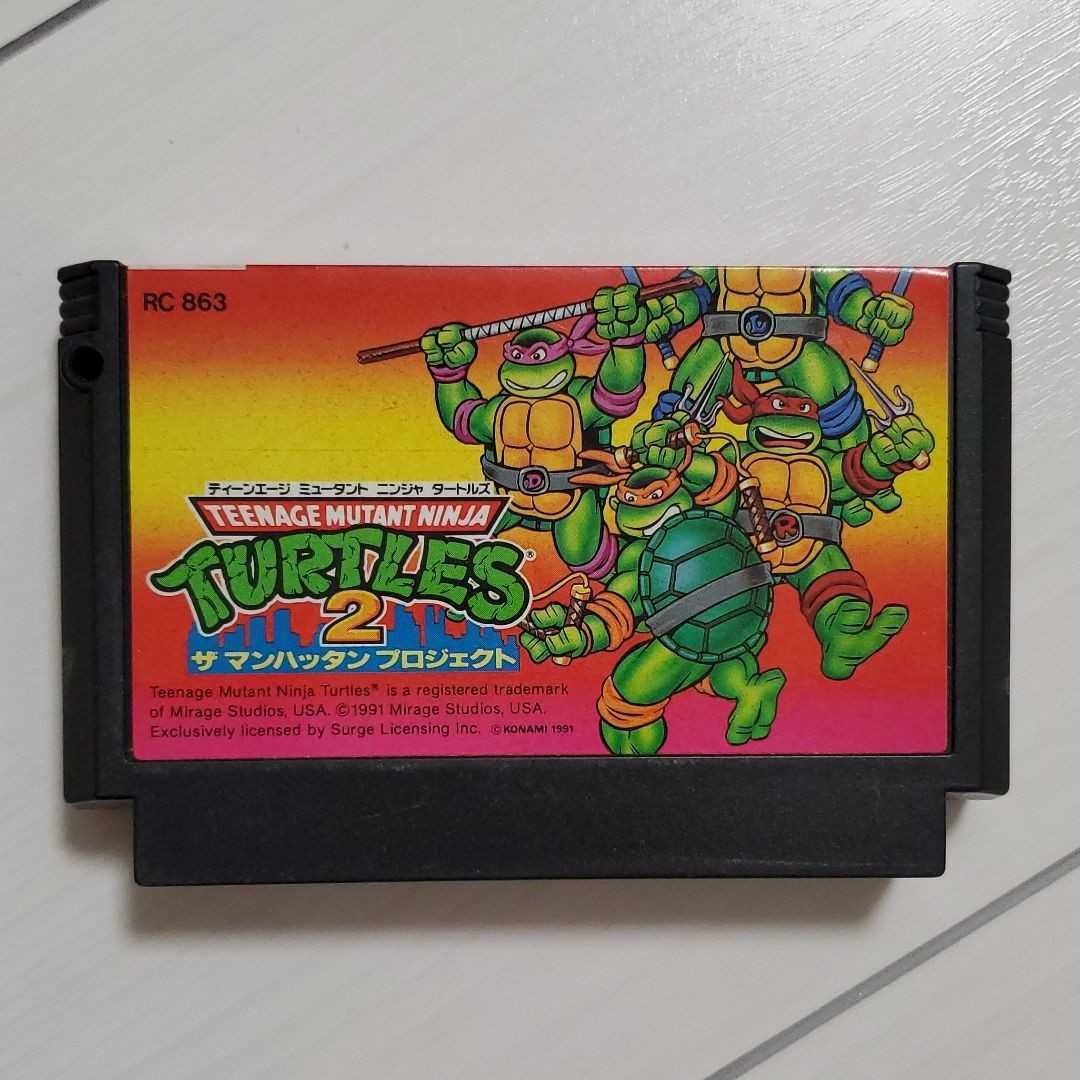 RC 863
ティーンエージ ミュータント ニンジャ タートルズ
TEENAGE MUTANT NINJA
TURTLES®
2
ザ マンハッタン プロジェクト
Teenage Mutant Ninja Turtles® is a registered trademark
of Mirage Studios, USA. ©1991 Mirage Studios, USA.
Exclusively licensed by Surge Licensing Inc. ©KONAMI 1991
L
D
R